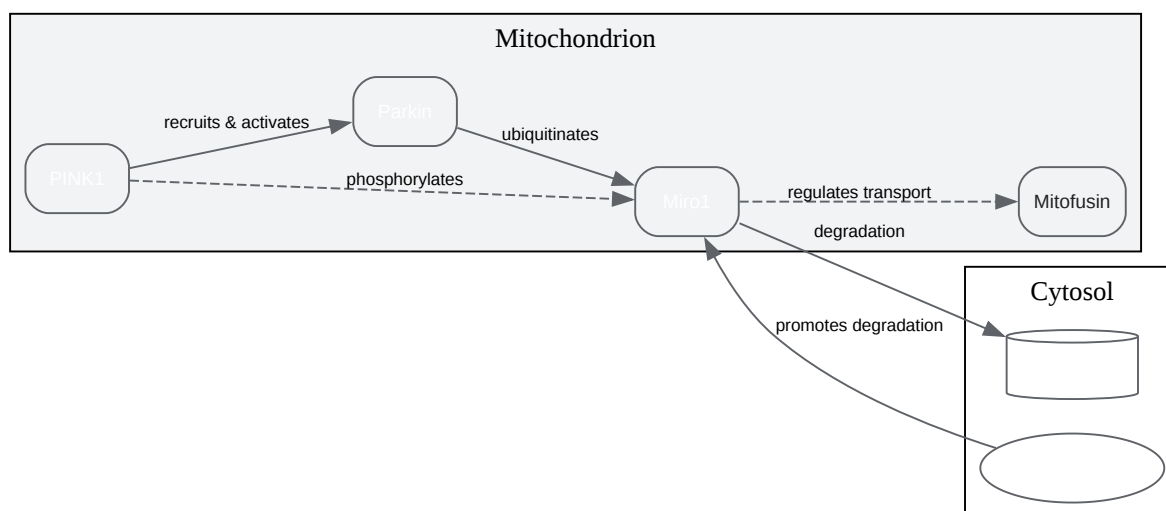 Mitochondrion
Parkin
recruits & activates
ubiquitinates
PINK1
phosphorylates
Miro1
regulates transport
Mitofusin
degradation
Cytosol
promotes degradation